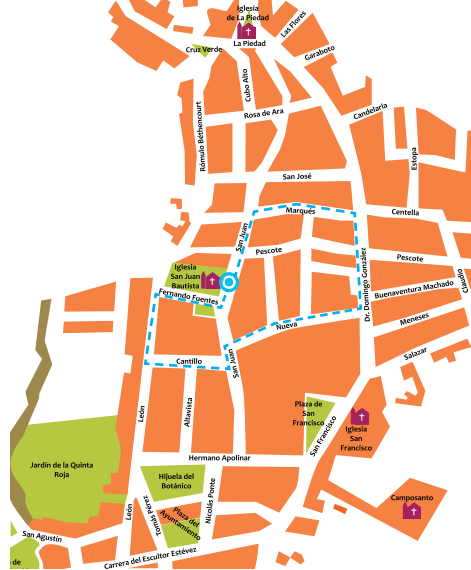 Iglesia
de La Piedad
Las Flores
La Piedad
Cruz Verde
Garaboto
Cubo Alto
Candelaria
Rosa de Ara
Rómulo Béthencourt
Estopa
San José
Marqués
Centella
San Juan
Pescote
Dr. Domingo González
Pescote
Iglesia
San Juan
Bautista
Claudio
Buenaventura Machado
Fernando Fuentes
Meneses
Nueva
Salazar
San Juan
Cantillo
León
Altavista
Plaza de
San
Francisco
San Francisco
Iglesia
San
Francisco
Hermano Apolinar
Jardín de la Quinta
Roja
Hijuela del
Botánico
Nicolás Ponte
Camposanto
León
Tomás Pérez
Plaza del
Ayuntamiento
San Agustín
Carrera del Escultor Estévez
de